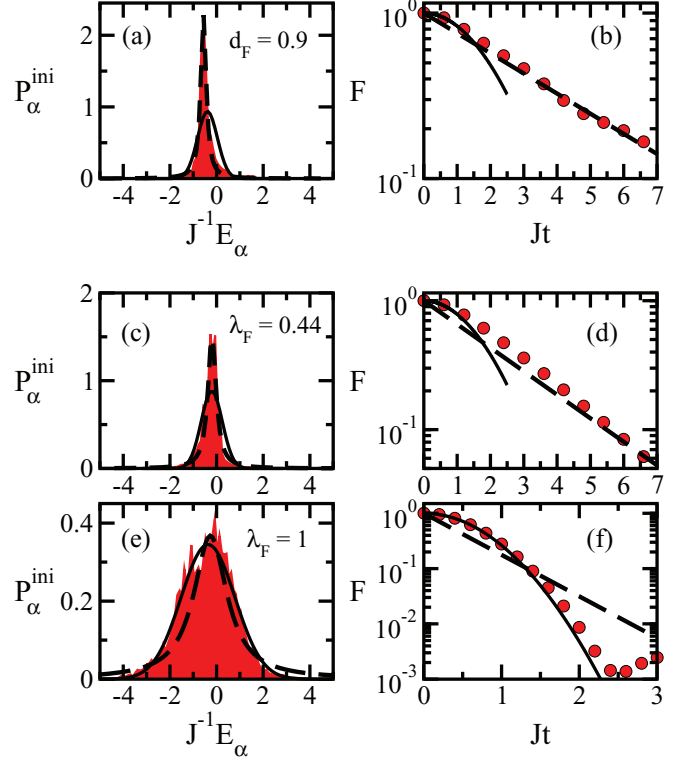 (a) d_F = 0.9
P_α^ini
2
1
0
-4 -2 0 2 4
J^-1 E_α
(b)
F
10^0
10^-1
0 1 2 3 4 5 6 7
Jt
(c) λ_F = 0.44
P_α^ini
2
1
0
-4 -2 0 2 4
(d)
F
10^0
10^-1
0 1 2 3 4 5 6 7
(e) λ_F = 1
P_α^ini
0.4
0.2
0
-4 -2 0 2 4
J^-1 E_α
(f)
F
10^0
10^-1
10^-2
10^-3
0 1 2 3
Jt